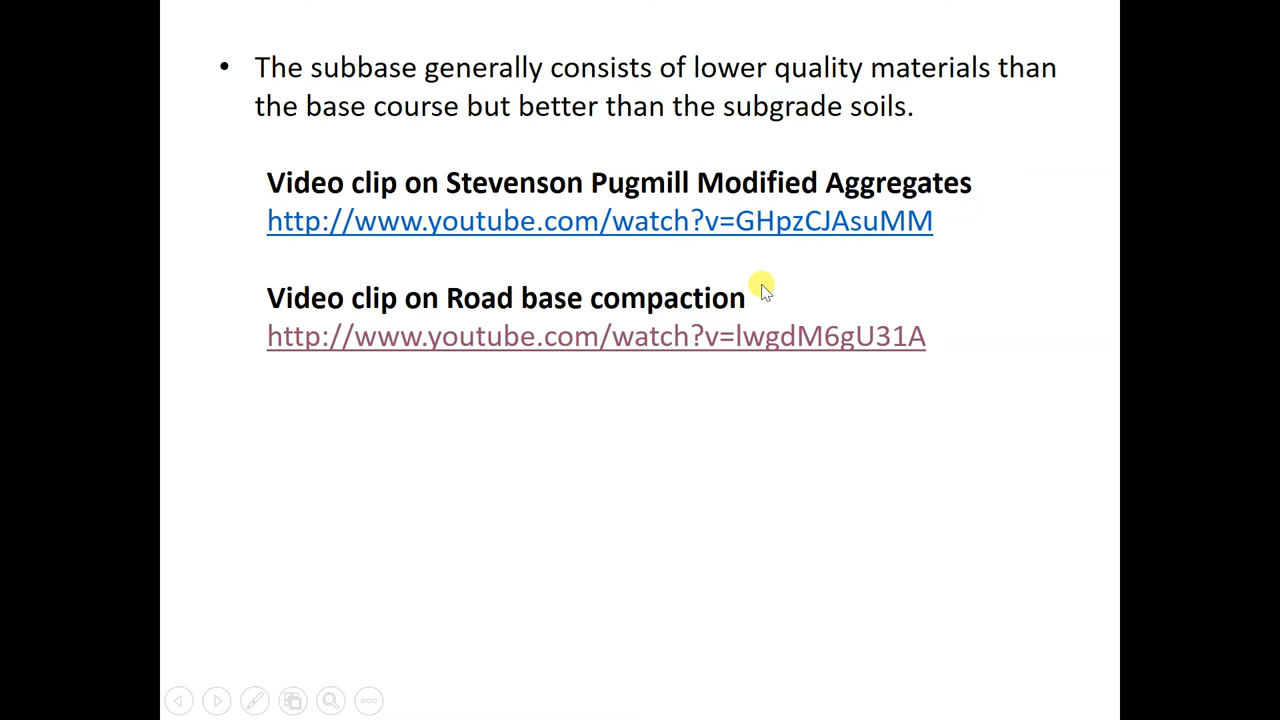 • The subbase generally consists of lower quality materials than
the base course but better than the subgrade soils.
Video clip on Stevenson Pugmill Modified Aggregates
http://www.youtube.com/watch?v=GHpzCJAsuMM
Video clip on Road base compaction
http://www.youtube.com/watch?v=lwgdM6gU31A